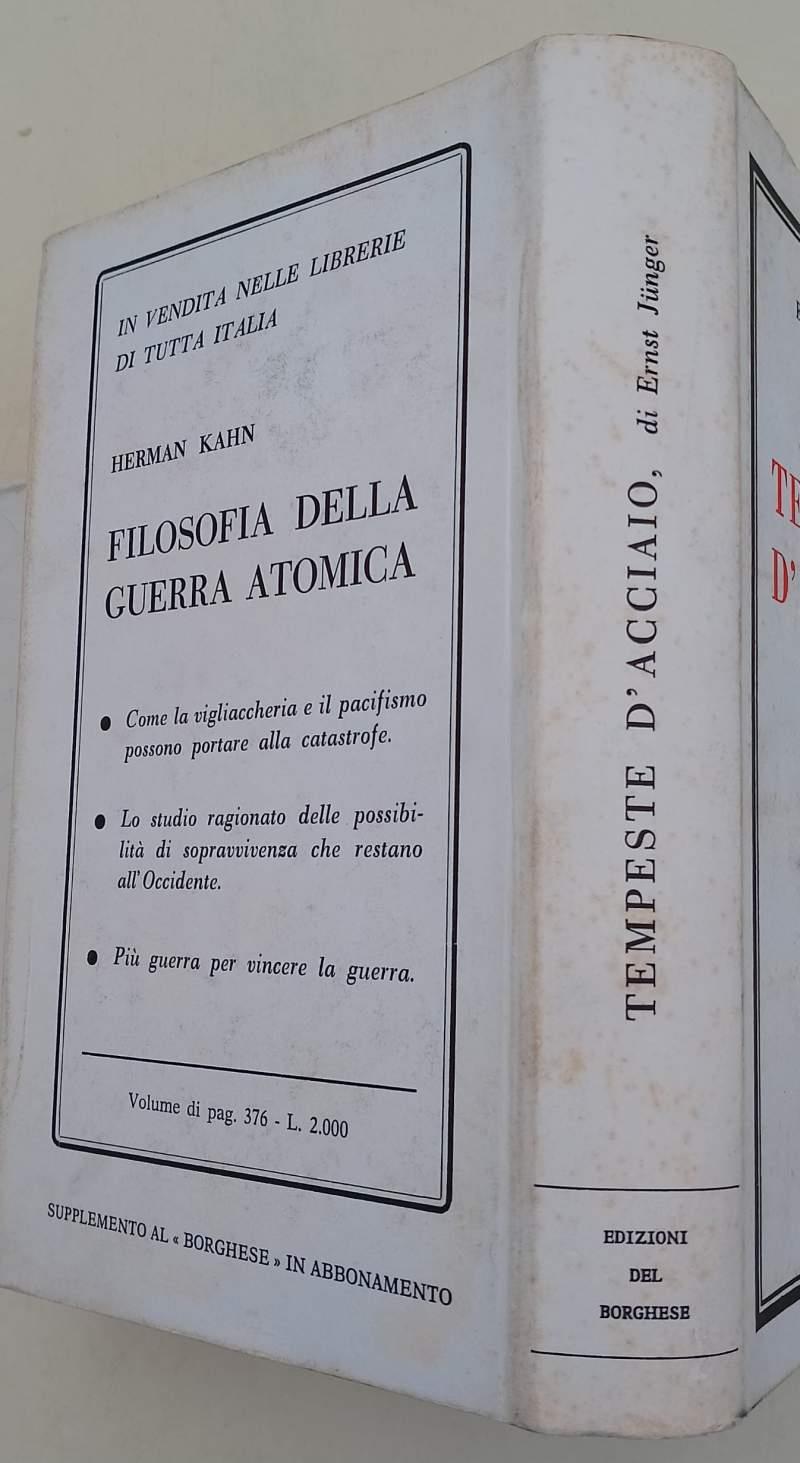 IN VENDITA NELLE LIBRERIE
DI TUTTA ITALIA
HERMAN KAHN
FILOSOFIA DELLA
GUERRA ATOMICA
● Come la vigliaccheria e il pacifismo
possono portare alla catastrofe.
● Lo studio ragionato delle possibi-
lità di sopravvivenza che restano
all'Occidente.
● Più guerra per vincere la guerra.
Volume di pag. 376 - L. 2.000
SUPPLEMENTO AL « BORGHESE » IN ABBONAMENTO
TEMPESTE D'ACCIAIO, di Ernst Jünger
EDIZIONI
DEL
BORGHESE
TE
D'